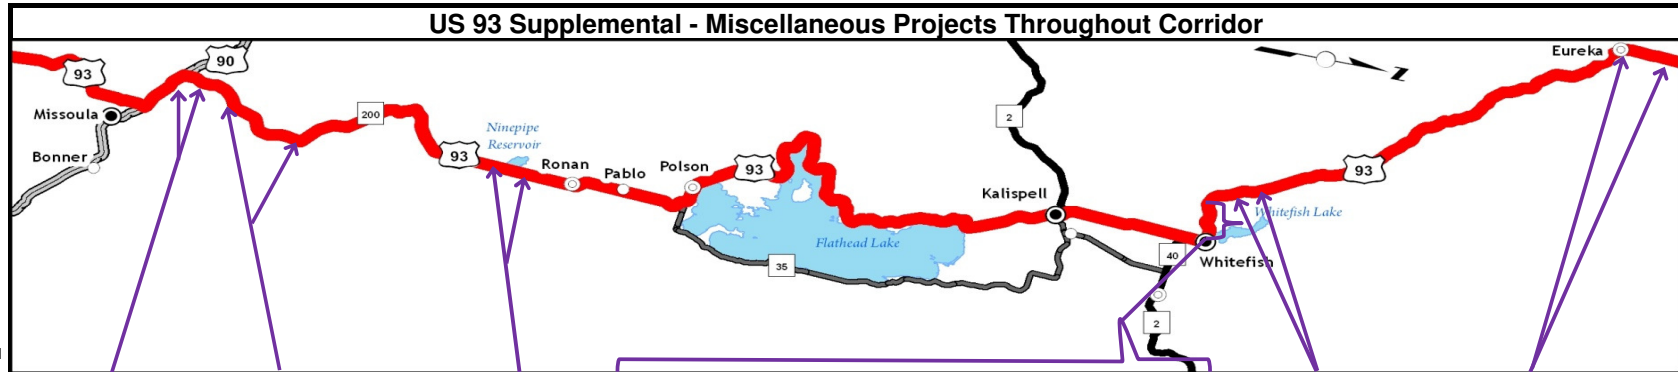 US 93 Supplemental - Miscellaneous Projects Throughout Corridor
90
Eureka
93
Z
Missoula
200
2
Ninepipe
Reservoir
Bonner
93
Ronan
Pablo
Polson
93
93
Kalispell
Whitefish Lake
Flathead Lake
40
Whitefish
35
2